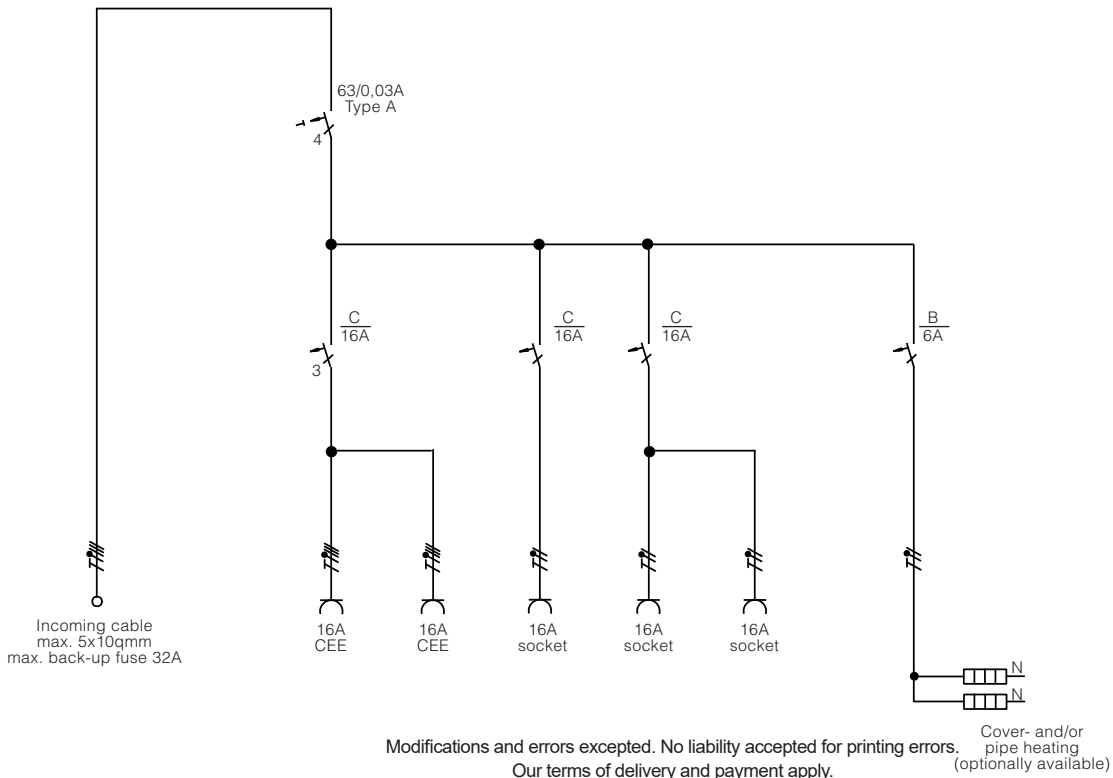 63/0,03A
Type A
4
C
16A
C
16A
C
16A
B
6A
3
Incoming cable
max. 5x10qmm
max. back-up fuse 32A
16A
CEE
16A
CEE
16A
socket
16A
socket
16A
socket
N
N
Cover- and/or
pipe heating
(optionally available)
Modifications and errors excepted. No liability accepted for printing errors.
Our terms of delivery and payment apply.